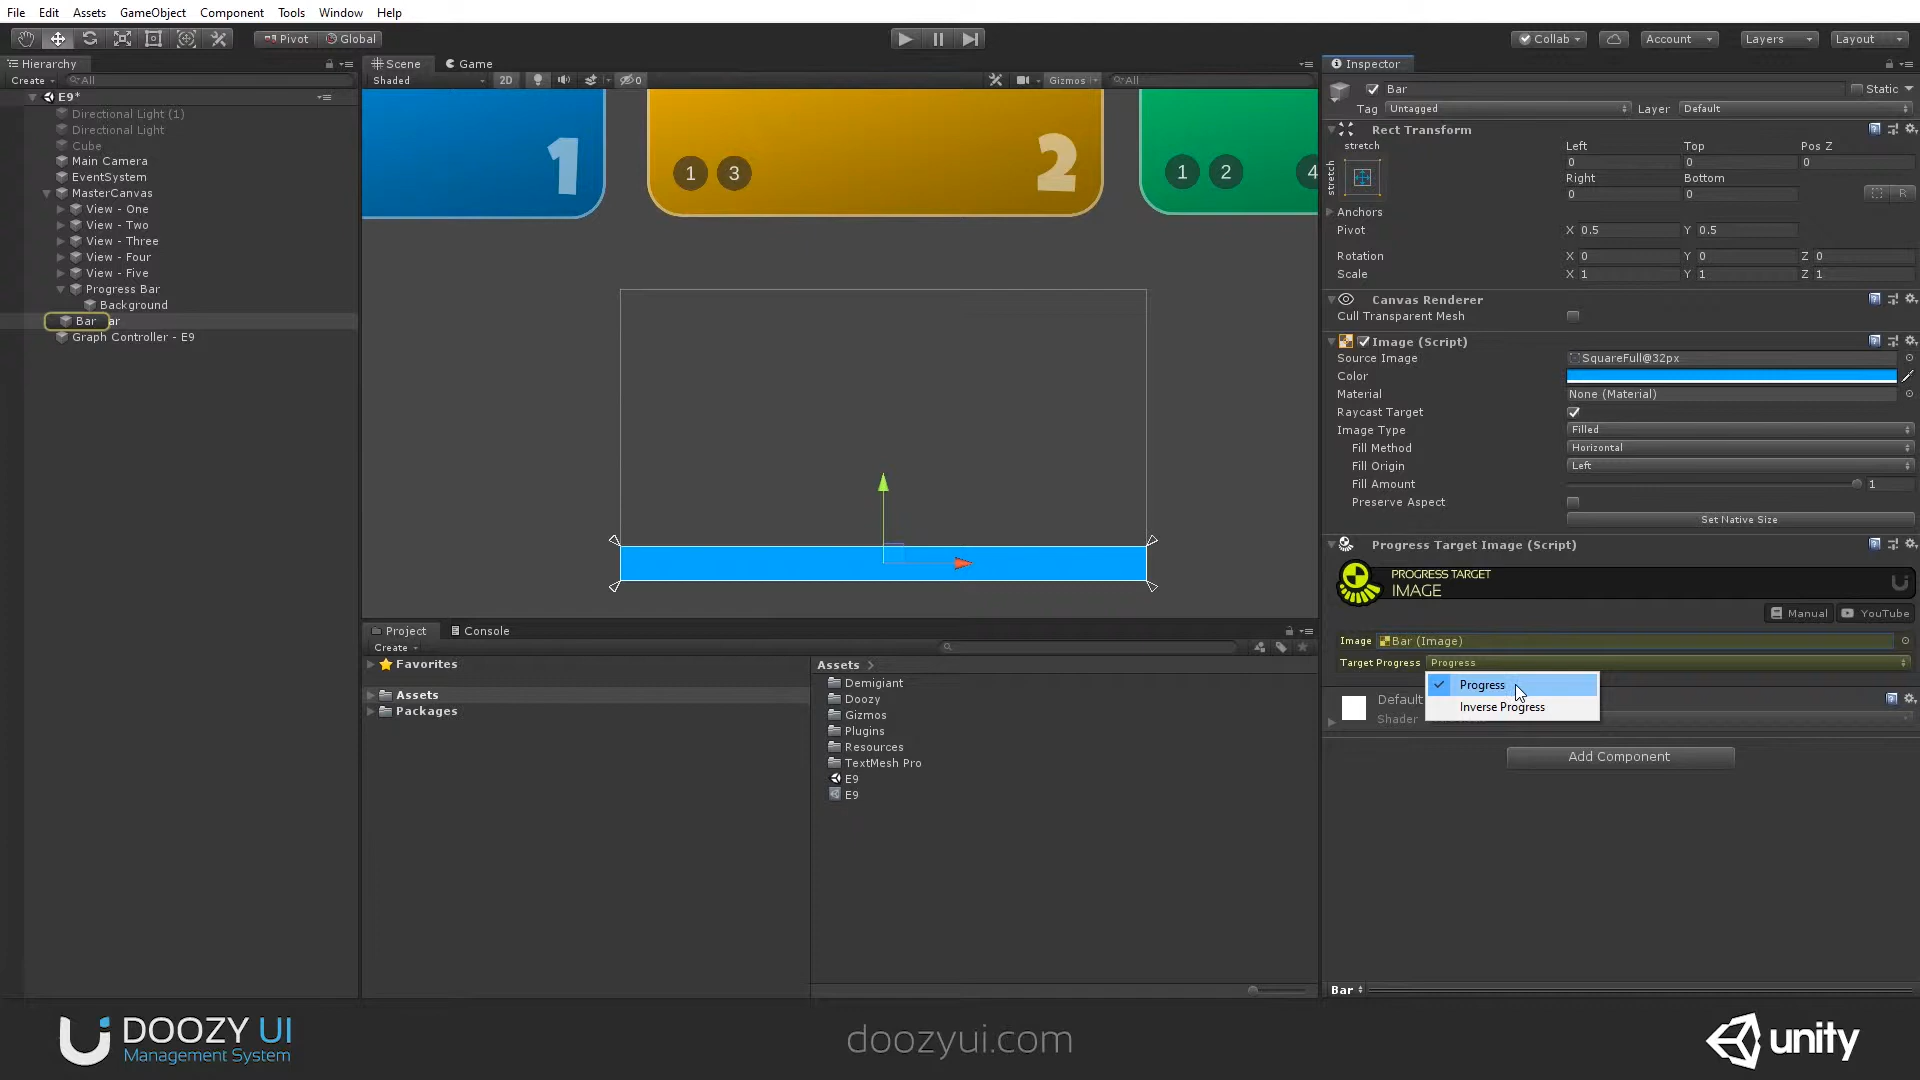 File Edit Assets GameObject Component Tools Window Help
Pivot Global
Collab Account Layers Layout
Hierarchy
Create All
E9*
Directional Light (1)
Directional Light
Cube
Main Camera
EventSystem
MasterCanvas
View - One
View - Two
View - Three
View - Four
View - Five
Progress Bar
Background
Bar ar
Graph Controller - E9
Scene Game
Shaded 2D 0 Gizmos All
1
1 3 2
1 2 4
Project Console
Create
Favorites
Assets
Packages
Assets
Demigiant
Doozy
Gizmos
Plugins
Resources
TextMesh Pro
E9
E9
Inspector
Bar Static
Tag Untagged Layer Default
Rect Transform
stretch
stretch
Left Top Pos Z
0 0 0
Right Bottom
0 0 R
Anchors
Pivot X 0.5 Y 0.5
Rotation X 0 Y 0 Z 0
Scale X 1 Y 1 Z 1
Canvas Renderer
Cull Transparent Mesh
Image (Script)
Source Image SquareFull@32px
Color
Material None (Material)
Raycast Target
Image Type Filled
Fill Method Horizontal
Fill Origin Left
Fill Amount 1
Preserve Aspect
Set Native Size
Progress Target Image (Script)
PROGRESS TARGET
IMAGE
Manual YouTube
Image Bar (Image)
Target Progress Progress
Progress
Inverse Progress
Default
Shader
Add Component
Bar
DOOZY UI
Management System
doozyui.com
unity